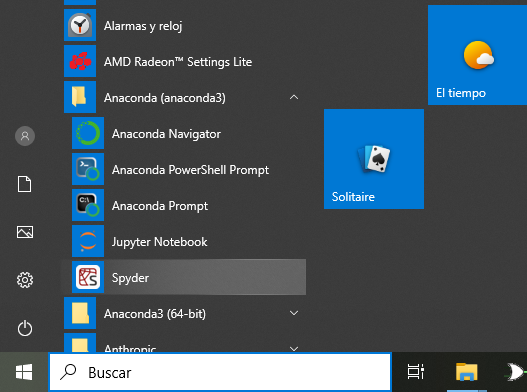 Alarmas y reloj
AMD Radeon™ Settings Lite
Anaconda (anaconda3)
Anaconda Navigator
Anaconda PowerShell Prompt
Anaconda Prompt
Jupyter Notebook
Spyder
Anaconda3 (64-bit)
Anthropic
El tiempo
Solitaire
Buscar